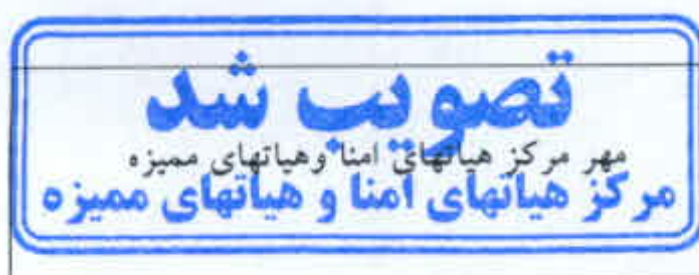 تصویب شد
مهر مرکز هیاتهای امنا وهیاتهای ممیزه
مرکز هیاتهای امنا و هیاتهای ممیزه